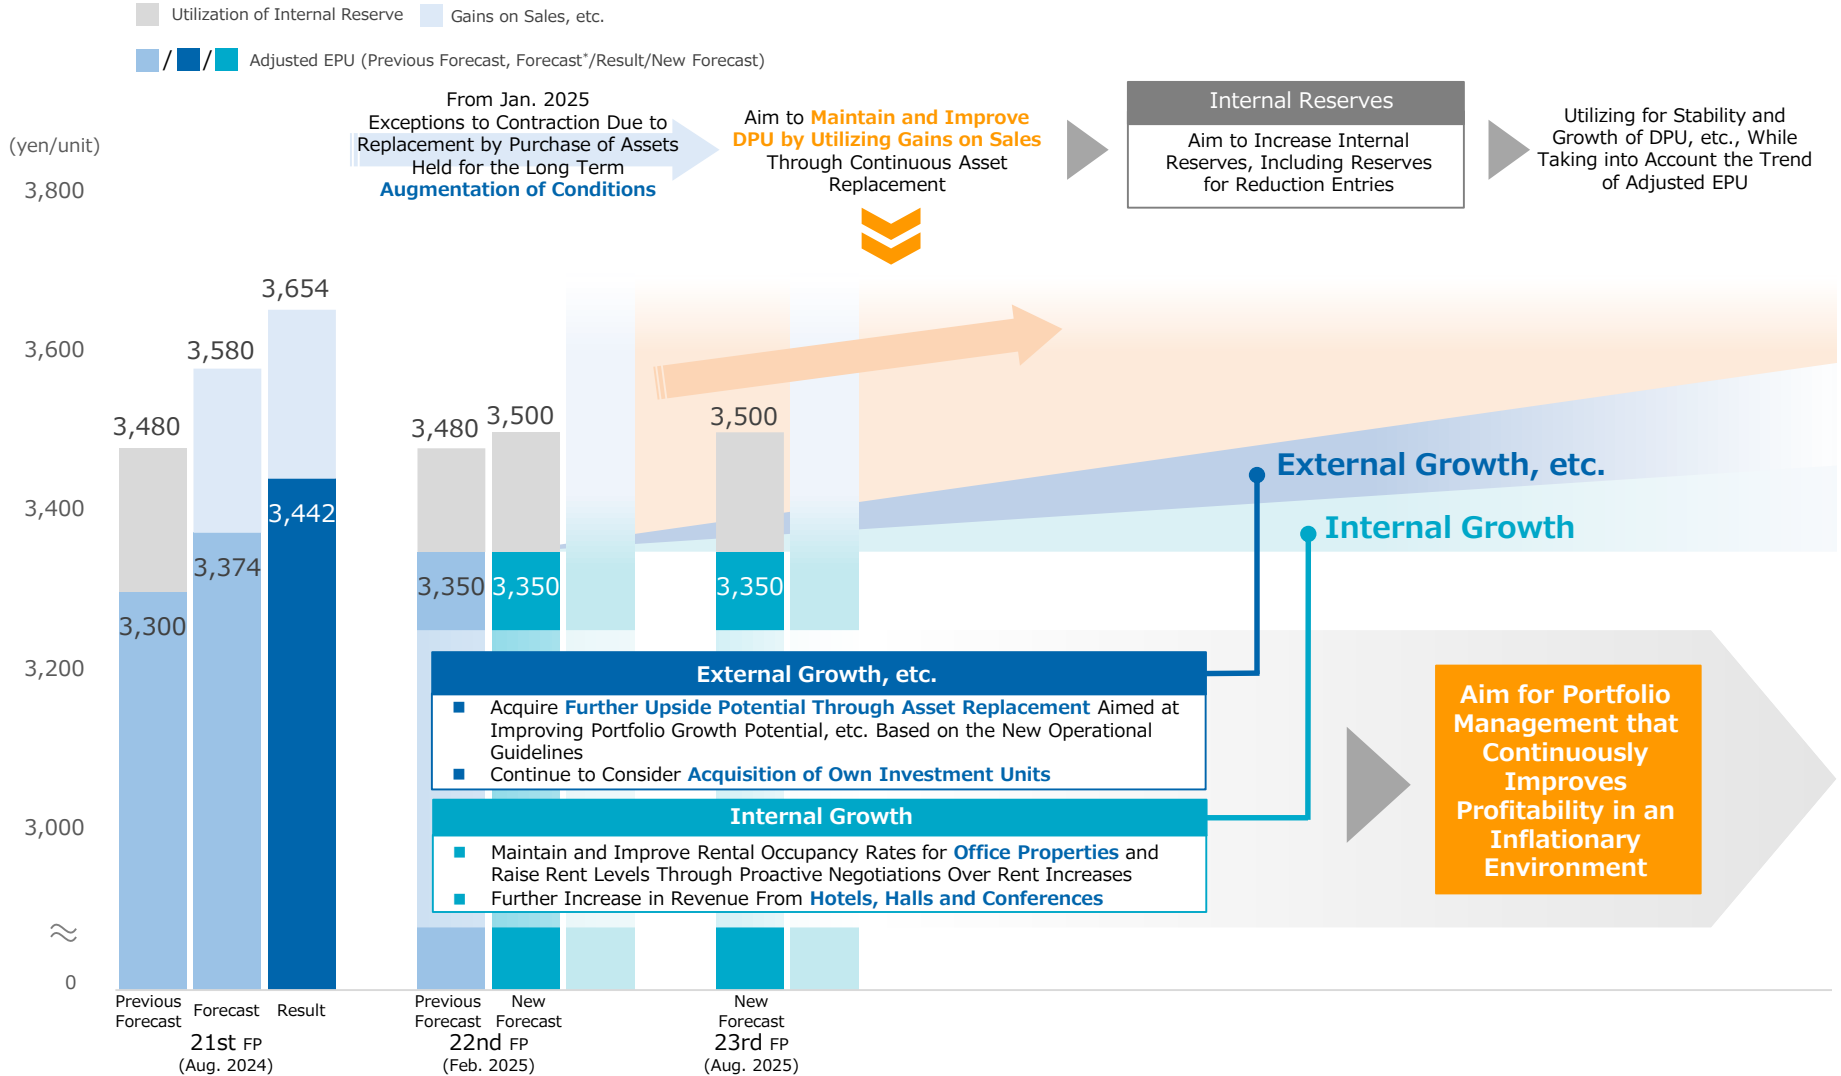 Utilization of Internal Reserve
Gains on Sales, etc.
/ / Adjusted EPU (Previous Forecast, Forecast*/Result/New Forecast)
From Jan. 2025
Exceptions to Contraction Due to
Replacement by Purchase of Assets
Held for the Long Term
Augmentation of Conditions
Aim to Maintain and Improve
DPU by Utilizing Gains on Sales
Through Continuous Asset
Replacement
Internal Reserves
Aim to Increase Internal
Reserves, Including Reserves
for Reduction Entries
Utilizing for Stability and
Growth of DPU, etc., While
Taking into Account the Trend
of Adjusted EPU
(yen/unit)
3,800
3,600
3,400
3,200
3,000
0
3,480
3,300
3,580
3,374
3,654
3,442
3,480
3,350
3,500
3,350
3,500
3,350
External Growth, etc.
Internal Growth
External Growth, etc.
■ Acquire Further Upside Potential Through Asset Replacement Aimed at
Improving Portfolio Growth Potential, etc. Based on the New Operational
Guidelines
■ Continue to Consider Acquisition of Own Investment Units
Internal Growth
■ Maintain and Improve Rental Occupancy Rates for Office Properties and
Raise Rent Levels Through Proactive Negotiations Over Rent Increases
■ Further Increase in Revenue From Hotels, Halls and Conferences
Aim for Portfolio
Management that
Continuously
Improves
Profitability in an
Inflationary
Environment
Previous
Forecast
Forecast
Result
21st FP
(Aug. 2024)
Previous
Forecast
New
Forecast
22nd FP
(Feb. 2025)
New
Forecast
23rd FP
(Aug. 2025)